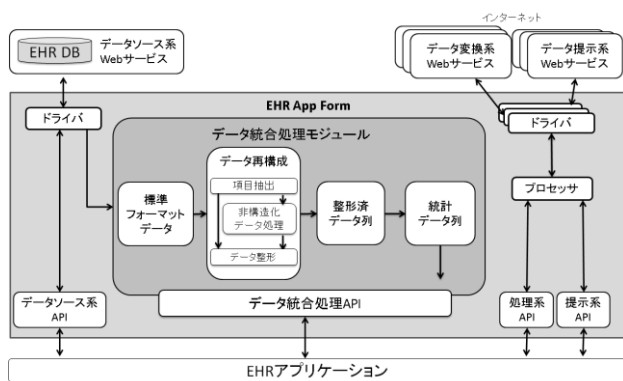 インターネット
EHR DB
データソース系
Webサービス
データ変換系
Webサービス
データ提示系
Webサービス
EHR App Form
ドライバ
ドライバ
データ統合処理モジュール
データ再構成
項目抽出
非構造化
データ処理
データ整形
標準
フォーマット
データ
整形済
データ列
統計
データ列
プロセッサ
データソース系
API
データ統合処理API
処理系
API
提示系
API
EHRアプリケーション